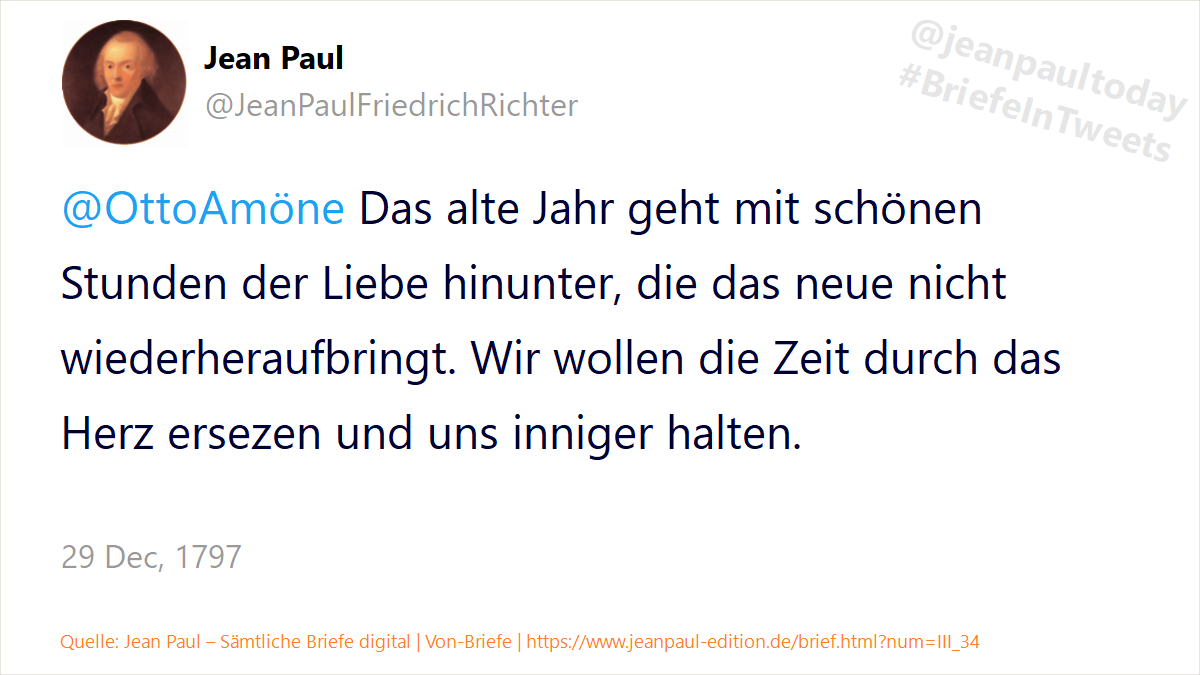 Jean Paul
@JeanPaulFriedrichRichter
@jeanpaultoday
#BriefeInTweets
@OttoAmöne Das alte Jahr geht mit schönen
Stunden der Liebe hinunter, die das neue nicht
wiederheraufbringt. Wir wollen die Zeit durch das
Herz ersezen und uns inniger halten.
29 Dec, 1797
Quelle: Jean Paul – Sämtliche Briefe digital | Von-Briefe | https://www.jeanpaul-edition.de/brief.html?num=III_34